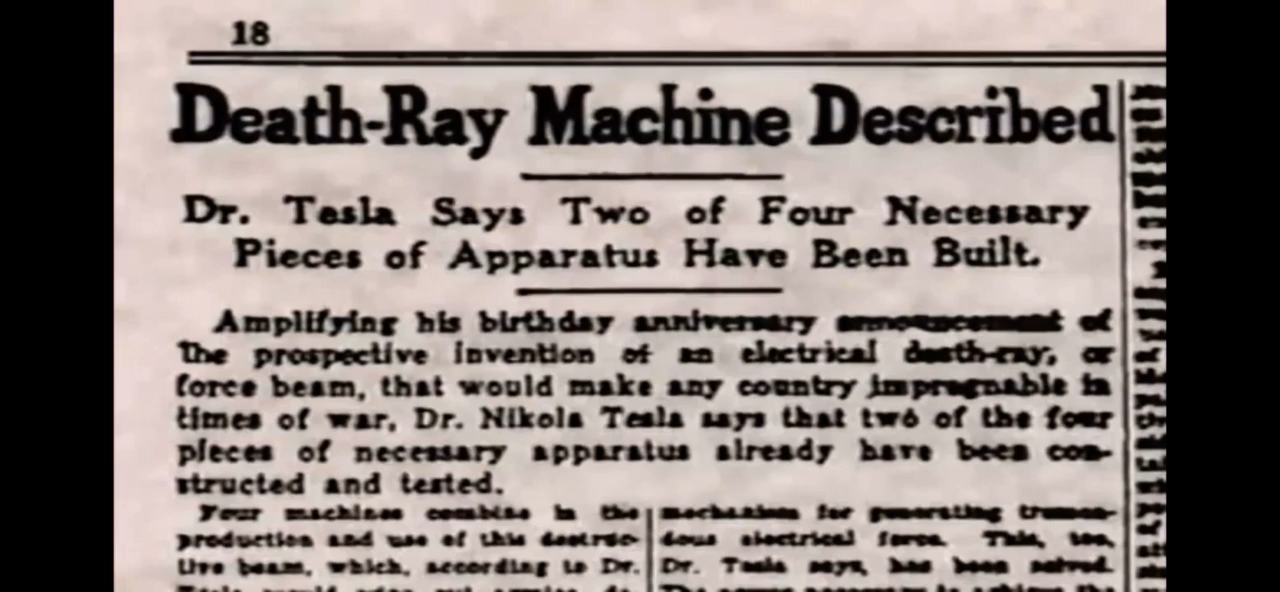 18
Death-Ray Machine Described
Dr. Tesla Says Two of Four Necessary
Pieces of Apparatus Have Been Built.
Amplifying his birthday anniversary announcement of
the prospective invention of an electrical death-ray, or
force beam, that would make any country impregnable in
times of war, Dr. Nikola Tesla says that two of the four
pieces of necessary apparatus already have been con-
structed and tested.
Four machines combine in the
production and use of this destruc-
tive beam, which, according to Dr.
mechanism for generating tremen-
dous electrical force. This, too,
Dr. Tesla says, has been solved.